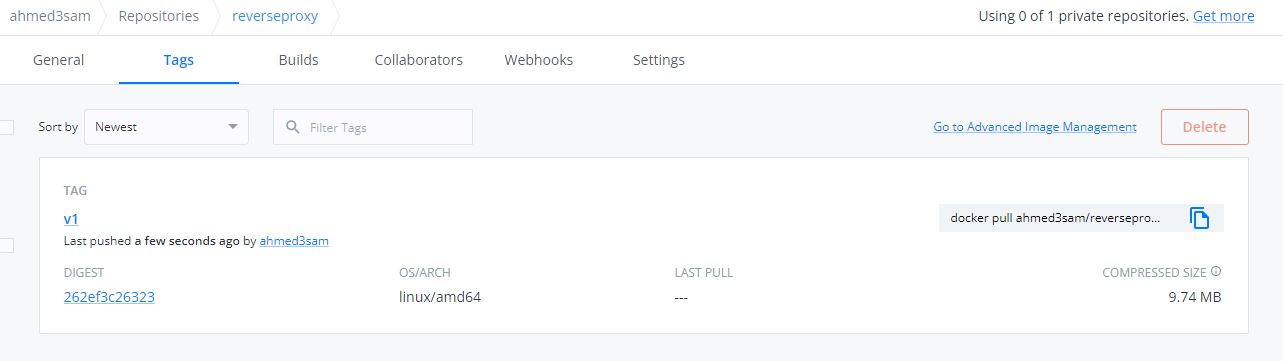 ahmed3sam Repositories reverseproxy Using 0 of 1 private repositories. Get more
General Tags Builds Collaborators Webhooks Settings
Sort by Newest Filter Tags Go to Advanced Image Management Delete
TAG
v1 docker pull ahmed3sam/reversepro...
Last pushed a few seconds ago by ahmed3sam
DIGEST OS/ARCH LAST PULL COMPRESSED SIZE
262ef3c26323 linux/amd64 --- 9.74 MB